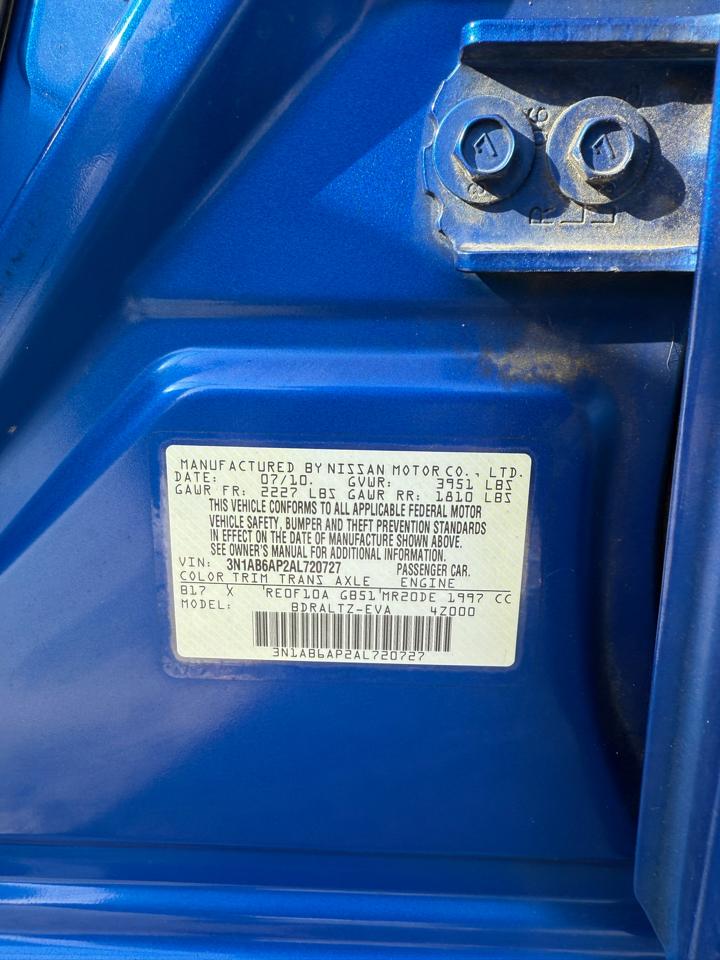 MANUFACTURED BY NISSAN MOTOR CO., LTD.
DATE: 07/10. GVWR: 3951 LBS
GAWR FR: 2227 LBS GAWR RR: 1810 LBS
THIS VEHICLE CONFORMS TO ALL APPLICABLE FEDERAL MOTOR
VEHICLE SAFETY, BUMPER AND THEFT PREVENTION STANDARDS
IN EFFECT ON THE DATE OF MANUFACTURE SHOWN ABOVE.
SEE OWNER'S MANUAL FOR ADDITIONAL INFORMATION.
VIN: 3N1AB6AP2AL720727 PASSENGER CAR.
COLOR TRIM TRANS AXLE ENGINE
B17 X RE0F10A GB51 MR20DE 1997 CC
MODEL: BDRALTZ-EVA 4Z000
3N1AB6AP2AL720727